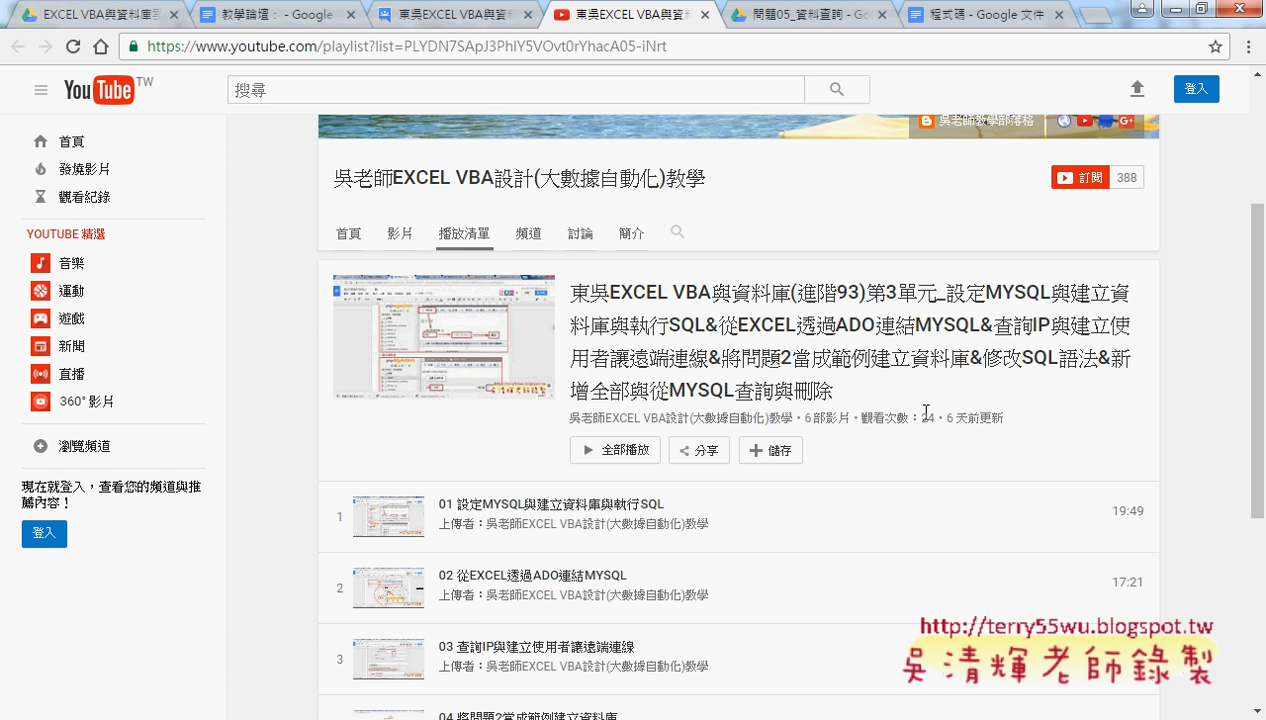 EXCEL VBA與資料庫
教學論壇： - Google
東吳EXCEL VBA與資
東吳EXCEL VBA與資料
問題05_資料查詢 - Go
程式碼 - Google 文件
https://www.youtube.com/playlist?list=PLYDN7SApJ3PhIY5VOvt0rYhacA05-iNrt
YouTube TW
搜尋
登入
首頁
發燒影片
觀看紀錄
YOUTUBE 精選
音樂
運動
遊戲
新聞
直播
360° 影片
瀏覽頻道
現在就登入，查看您的頻道與推
薦內容！
登入
吳老師教學部落格
吳老師EXCEL VBA設計(大數據自動化)教學
訂閱 388
首頁 影片 播放清單 頻道 討論 簡介
東吳EXCEL VBA與資料庫(進階93)第3單元_設定MYSQL與建立資
料庫與執行SQL&從EXCEL透過ADO連結MYSQL&查詢IP與建立使
用者讓遠端連線&將問題2當成範例建立資料庫&修改SQL語法&新
增全部與從MYSQL查詢與刪除
吳老師EXCEL VBA設計(大數據自動化)教學・6 部影片・觀看次數：24・6 天前更新
全部播放 分享 儲存
1 01 設定MYSQL與建立資料庫與執行SQL 19:49
上傳者：吳老師EXCEL VBA設計(大數據自動化)教學
2 02 從EXCEL透過ADO連結MYSQL 17:21
上傳者：吳老師EXCEL VBA設計(大數據自動化)教學
3 03 查詢IP與建立使用者讓遠端連線
上傳者：吳老師EXCEL VBA設計(大數據自動化)教學
04 將問題2當成範例建立資料庫
http://terry55wu.blogspot.tw
吳清輝老師錄製